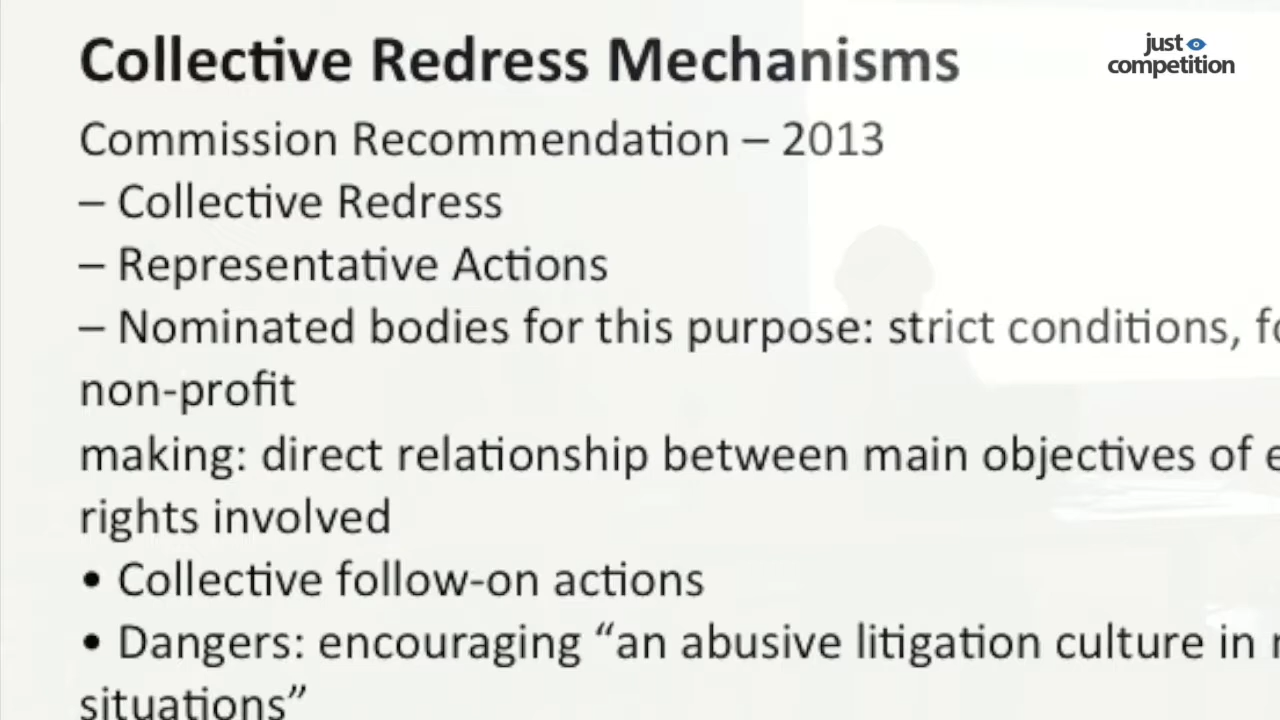 Collective Redress Mechanisms
just
competition
Commission Recommendation – 2013
– Collective Redress
– Representative Actions
– Nominated bodies for this purpose: strict conditions,
non-profit
making: direct relationship between main objectives of
rights involved
• Collective follow-on actions
• Dangers: encouraging “an abusive litigation culture in
situations”